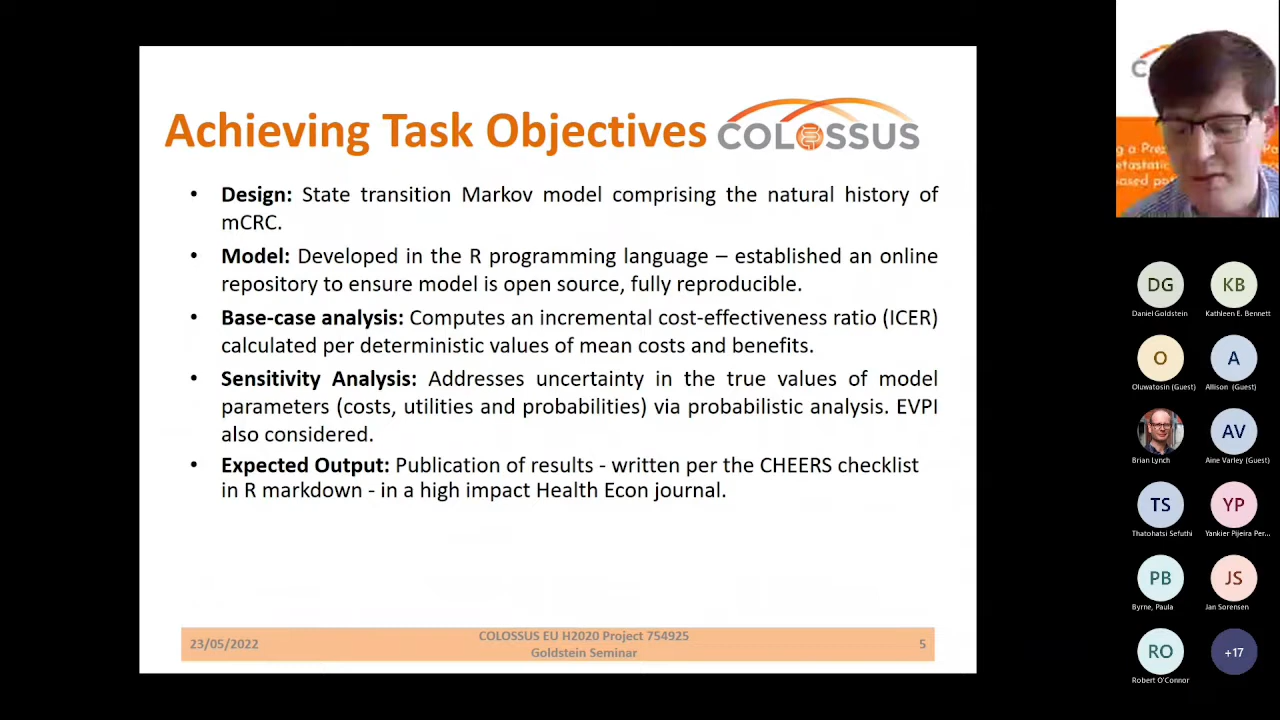 Achieving Task Objectives
COLOSSUS
• Design: State transition Markov model comprising the natural history of
mCRC.
• Model: Developed in the R programming language – established an online
repository to ensure model is open source, fully reproducible.
• Base-case analysis: Computes an incremental cost-effectiveness ratio (ICER)
calculated per deterministic values of mean costs and benefits.
• Sensitivity Analysis: Addresses uncertainty in the true values of model
parameters (costs, utilities and probabilities) via probabilistic analysis. EVPI
also considered.
• Expected Output: Publication of results - written per the CHEERS checklist
in R markdown - in a high impact Health Econ journal.
23/05/2022
COLOSSUS EU H2020 Project 754925
Goldstein Seminar
5
DG
Daniel Goldstein
KB
Kathleen E. Bennett
O
Oluwatosin (Guest)
A
Allison (Guest)
Brian Lynch
AV
Aine Varley (Guest)
TS
Thatohatsi Sefuthi
YP
Yankier Pijeira Per...
PB
Byrne, Paula
JS
Jan Sorensen
RO
Robert O'Connor
+17